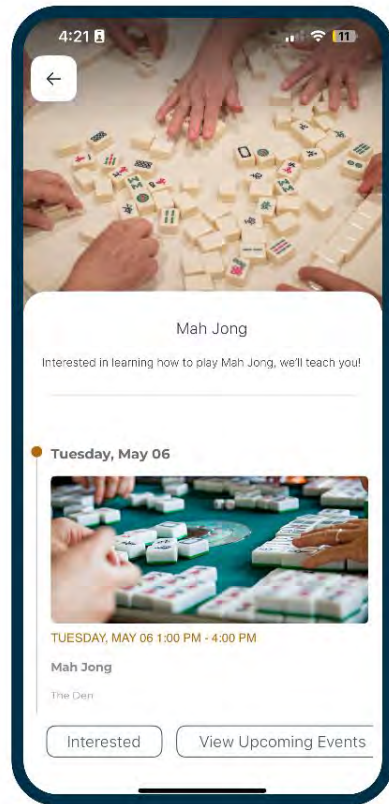 4:21
11
Mah Jong
Interested in learning how to play Mah Jong, we'll teach you!
Tuesday, May 06
TUESDAY, MAY 06 1:00 PM - 4:00 PM
Mah Jong
The Den
Interested
View Upcoming Events